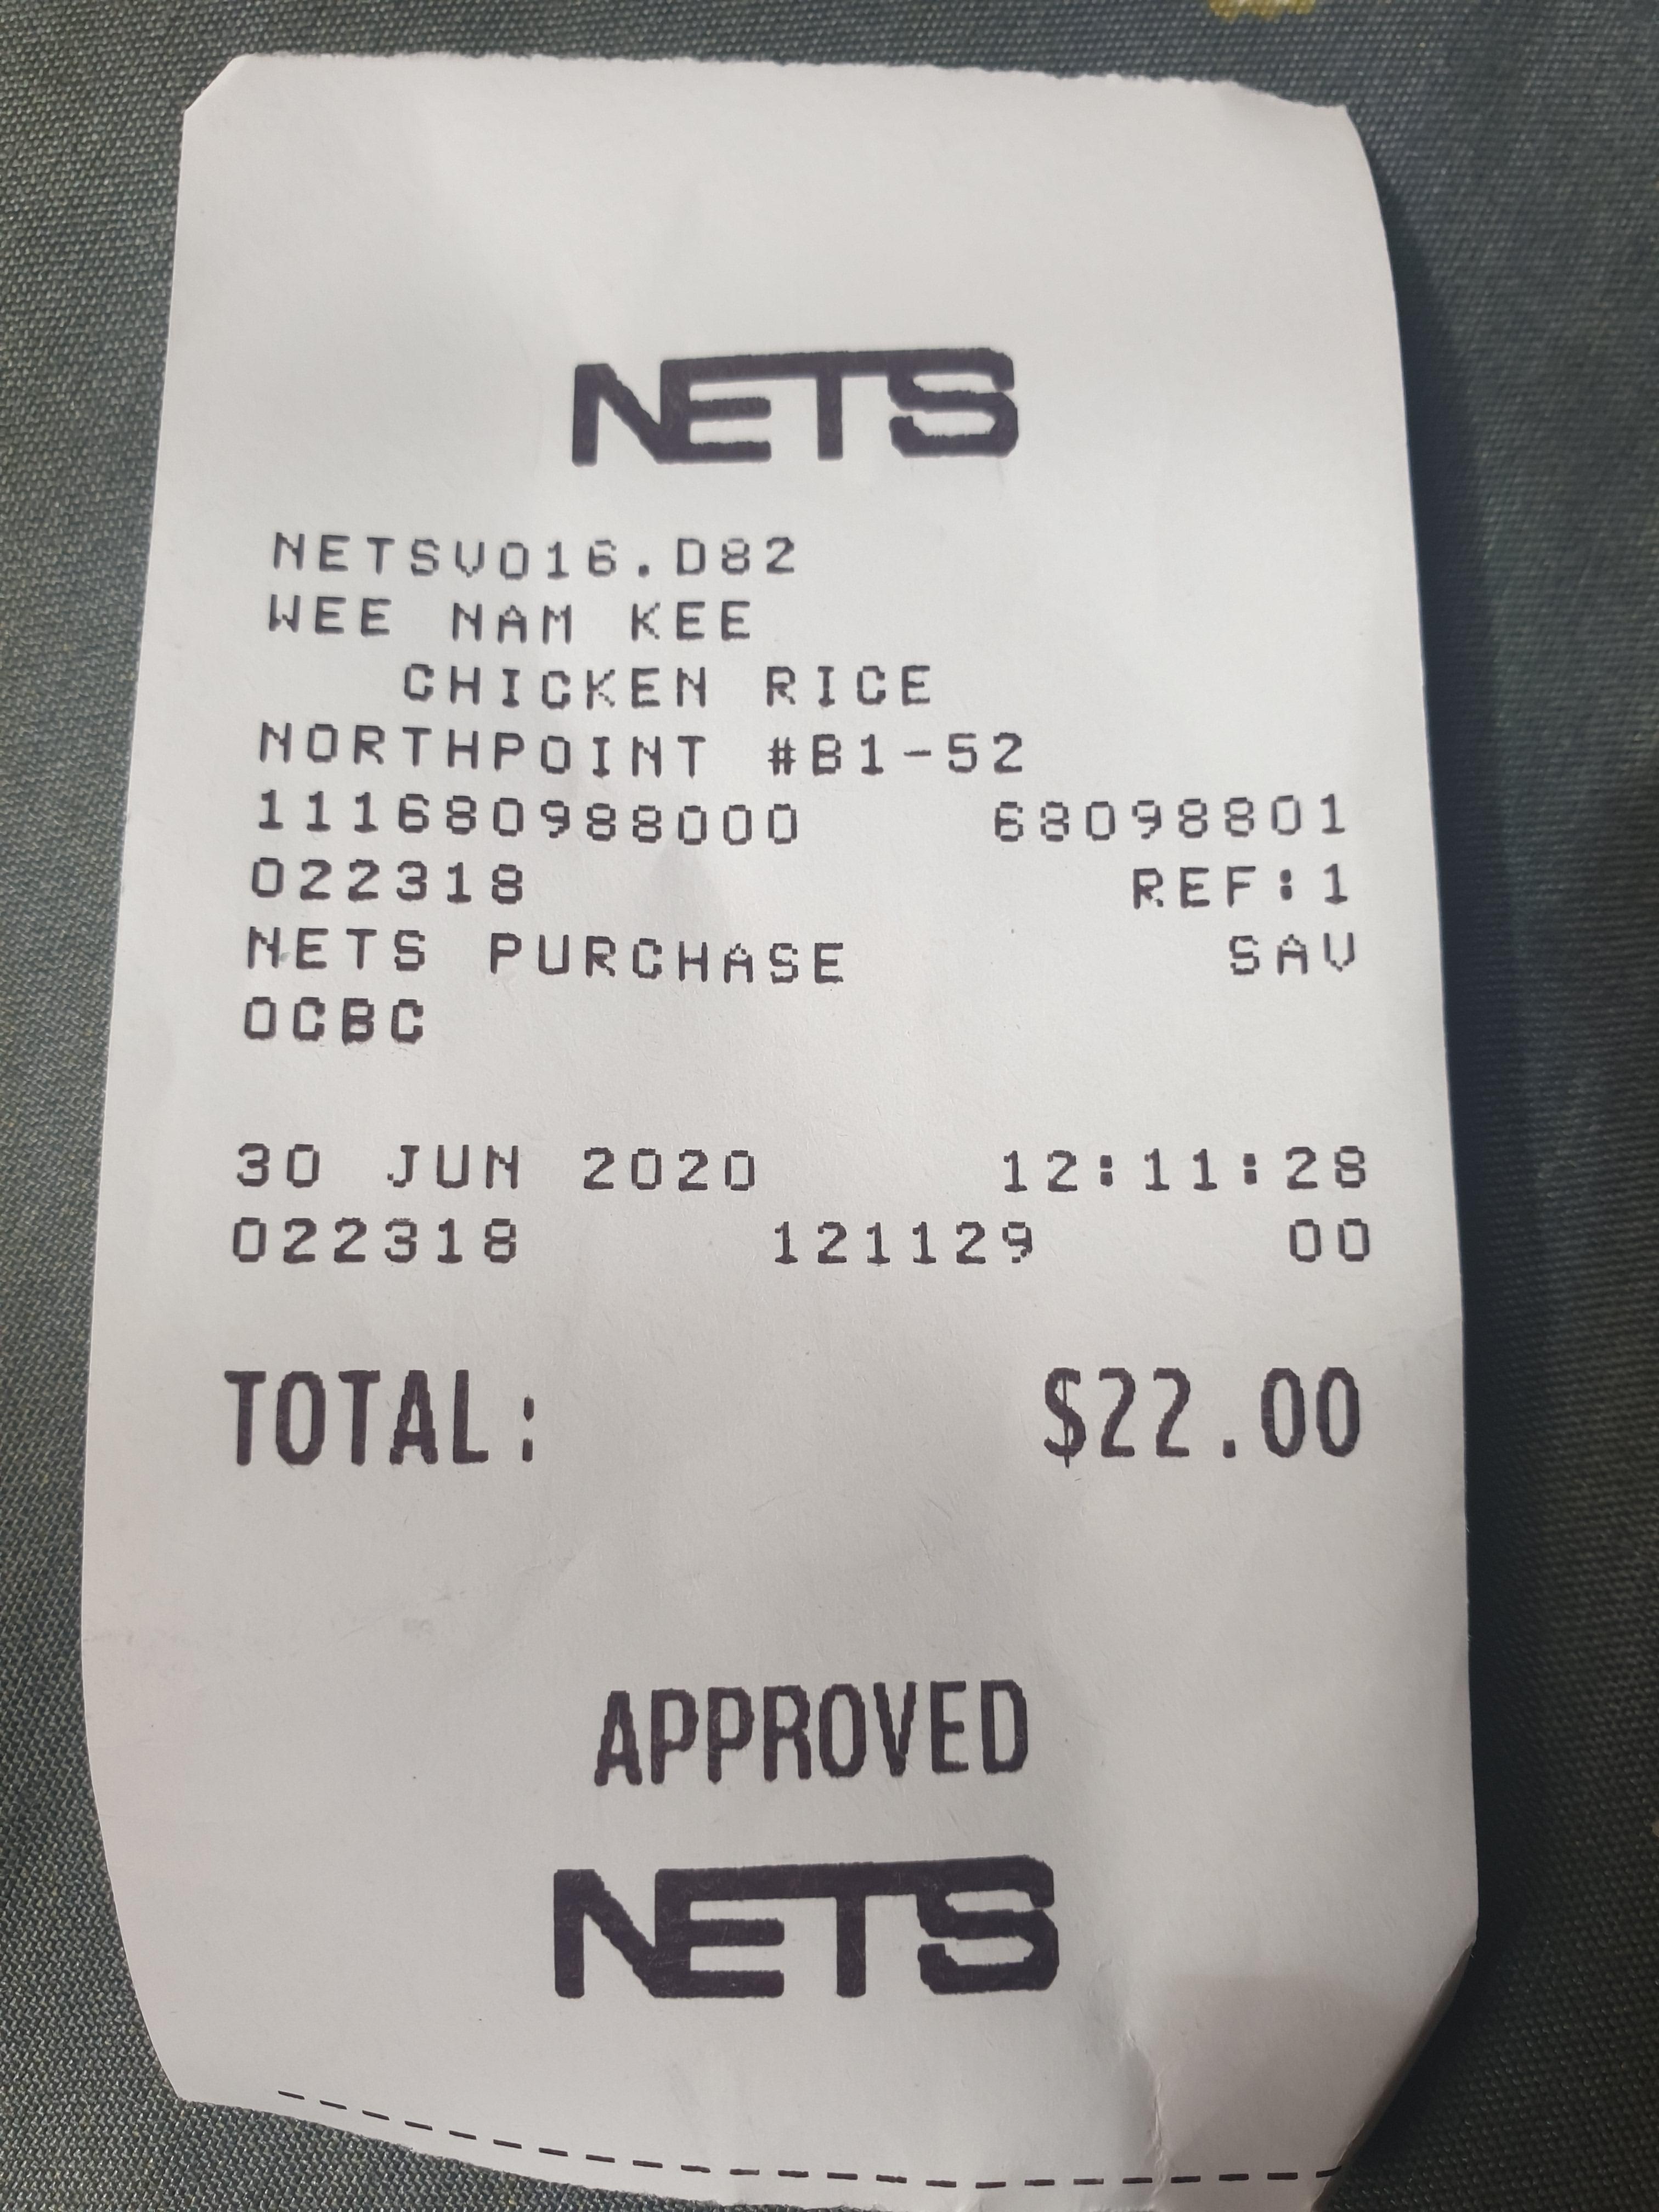 NETS
NETSV016.D82
WEE NAM KEE
CHICKEN RICE
NORTHPOINT #B1-52
111680988000 68098801
022318 REF:1
NETS PURCHASE SAV
OCBC
30 JUN 2020 12:11:28
022318 121129 00
TOTAL: $22.00
APPROVED
NETS